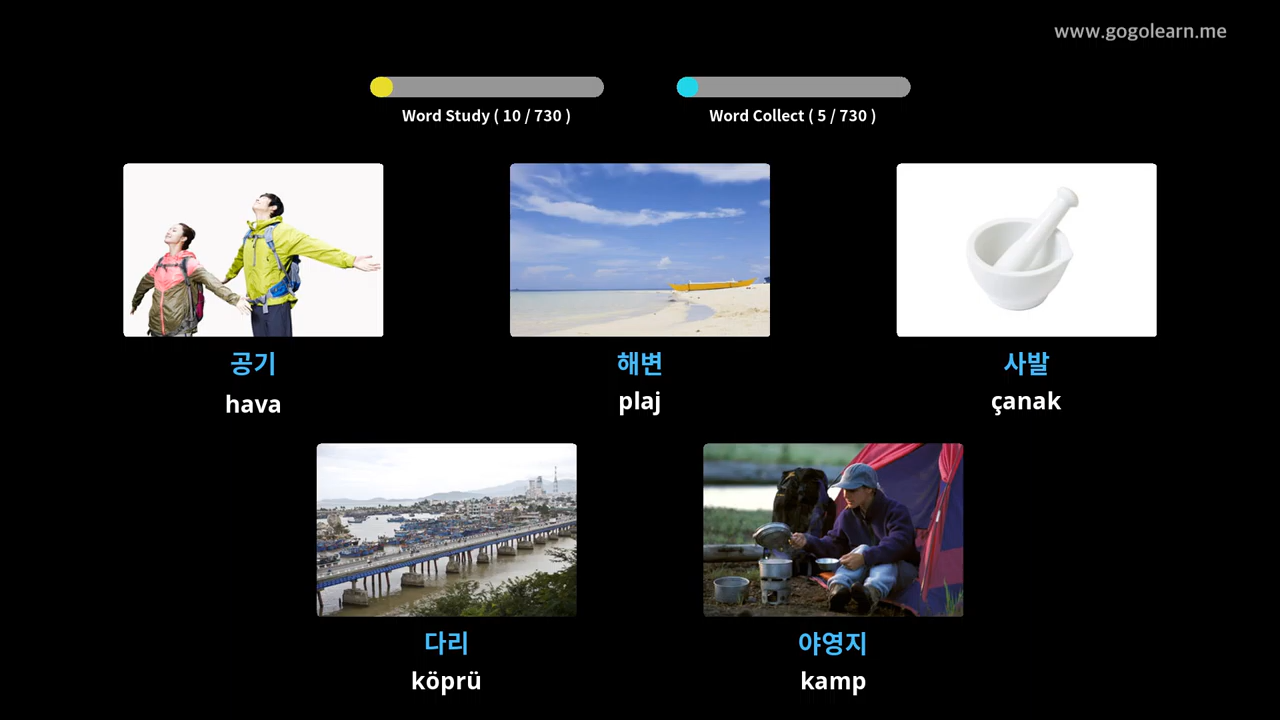 www.gogolearn.me
Word Study ( 10 / 730 )
Word Collect ( 5 / 730 )
공기
hava
해변
plaj
사발
çanak
다리
köprü
야영지
kamp